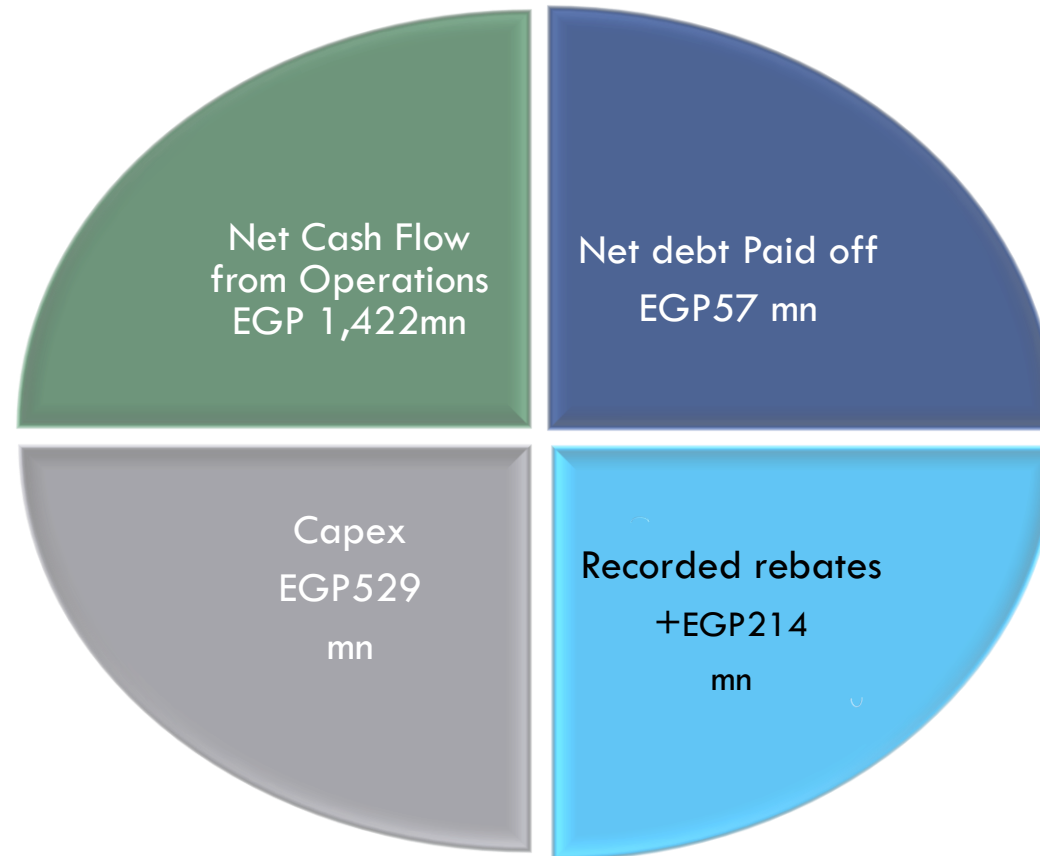 Net Cash Flow
from Operations
EGP 1,422mn
Net debt Paid off
EGP57 mn
Capex
EGP529
mn
Recorded rebates
+EGP214
mn